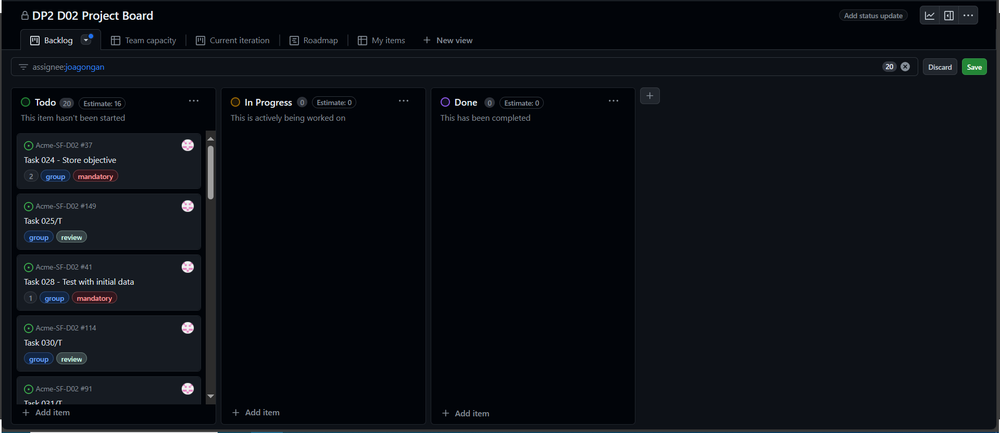 DP2 D02 Project Board
Add status update
Backlog
Team capacity
Current iteration
Roadmap
My items
New view
assignee:joagongan
20
Discard
Save
Todo 20 Estimate: 16
This item hasn't been started
Acme-SF-D02 #37
Task 024 - Store objective
2 group mandatory
Acme-SF-D02 #149
Task 025/T
group review
Acme-SF-D02 #41
Task 028 - Test with initial data
1 group mandatory
Acme-SF-D02 #114
Task 030/T
group review
Acme-SF-D02 #91
Task 031/T
Add item
In Progress 0 Estimate: 0
This is actively being worked on
Add item
Done 0 Estimate: 0
This has been completed
Add item